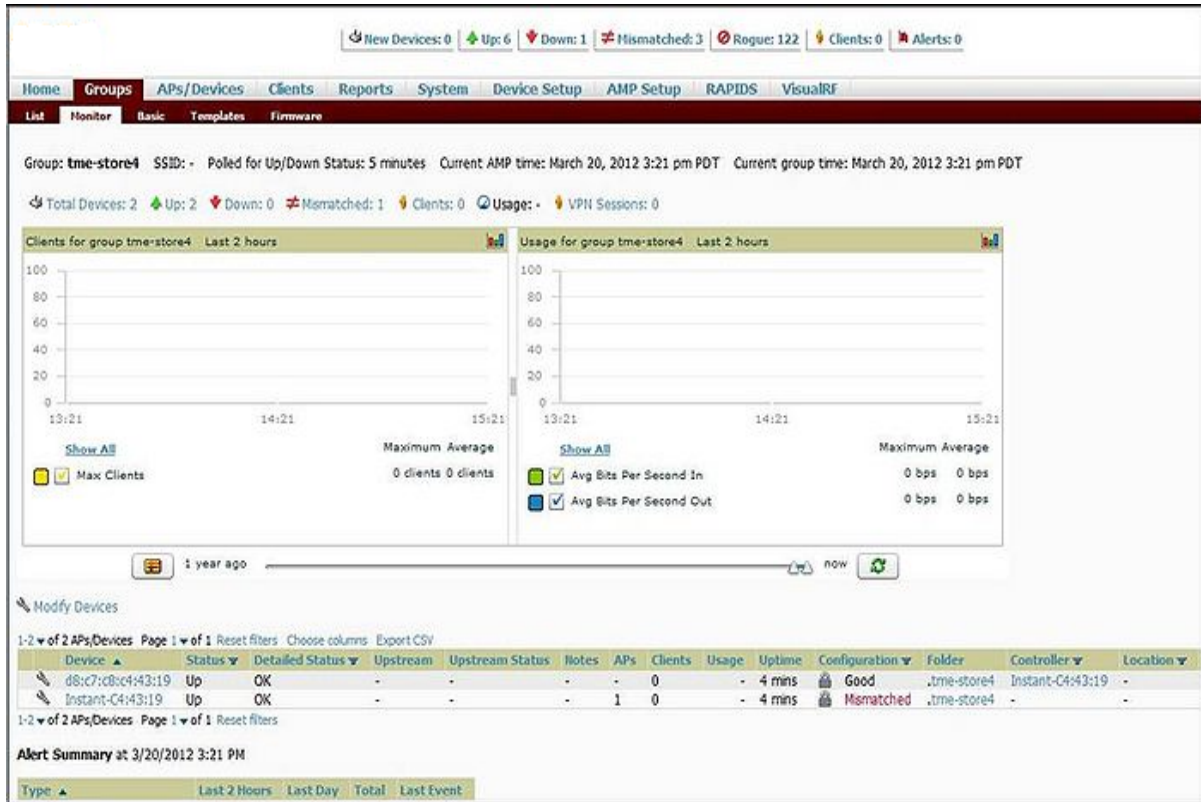 New Devices: 0 Up: 6 Down: 1 Mismatched: 3 Rogue: 122 Clients: 0 Alerts: 0
Home Groups APs/Devices Clients Reports System Device Setup AMP Setup RAPIDS VisualRF
List Monitor Basic Templates Firmware
Group: tme-store4 SSID: - Polled for Up/Down Status: 5 minutes Current AMP time: March 20, 2012 3:21 pm PDT Current group time: March 20, 2012 3:21 pm PDT
Total Devices: 2 Up: 2 Down: 0 Mismatched: 1 Clients: 0 Usage: - VPN Sessions: 0
Clients for group tme-store4 Last 2 hours
100
80
60
40
20
0
13:21 14:21 15:21
Show All Maximum Average
Max Clients 0 clients 0 clients
Usage for group tme-store4 Last 2 hours
100
80
60
40
20
0
13:21 14:21 15:21
Show All Maximum Average
Avg Bits Per Second In 0 bps 0 bps
Avg Bits Per Second Out 0 bps 0 bps
1 year ago now
Modify Devices
1-2 of 2 APs/Devices Page 1 of 1 Reset filters Choose columns Export CSV
Device Status Detailed Status Upstream Upstream Status Notes APs Clients Usage Uptime Configuration Folder Controller Location
d8:c7:c8:c4:43:19 Up OK - - - - 0 - 4 mins Good .tme-store4 Instant-C4:43:19 -
Instant-C4:43:19 Up OK - - - 1 0 - 4 mins Mismatched .tme-store4 - -
1-2 of 2 APs/Devices Page 1 of 1 Reset filters
Alert Summary at 3/20/2012 3:21 PM
Type Last 2 Hours Last Day Total Last Event